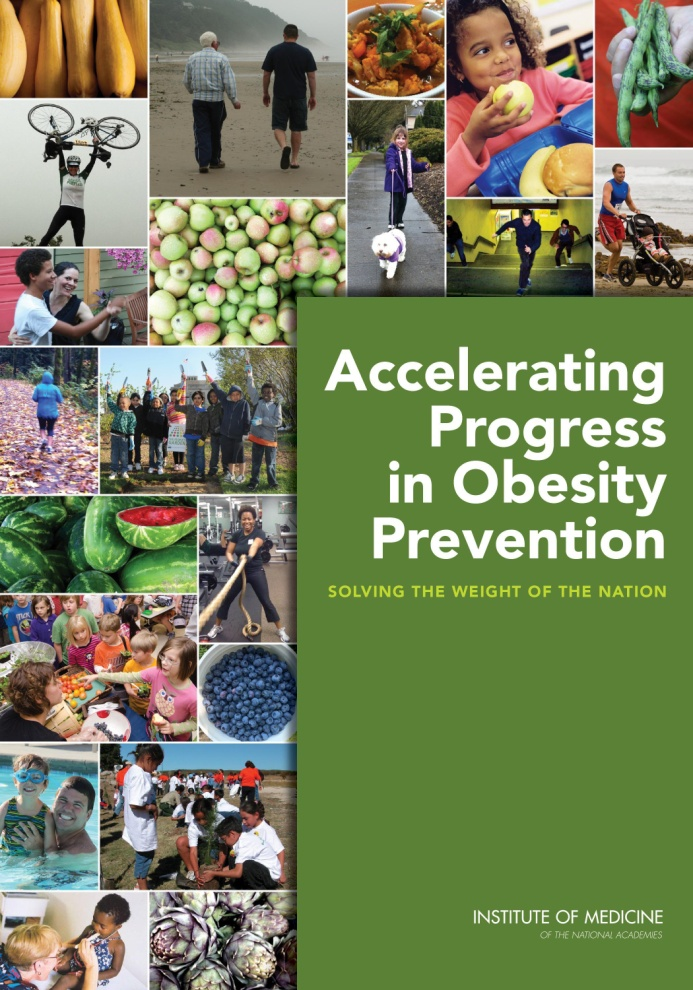 Accelerating
Progress
in Obesity
Prevention
SOLVING THE WEIGHT OF THE NATION
INSTITUTE OF MEDICINE
OF THE NATIONAL ACADEMIES